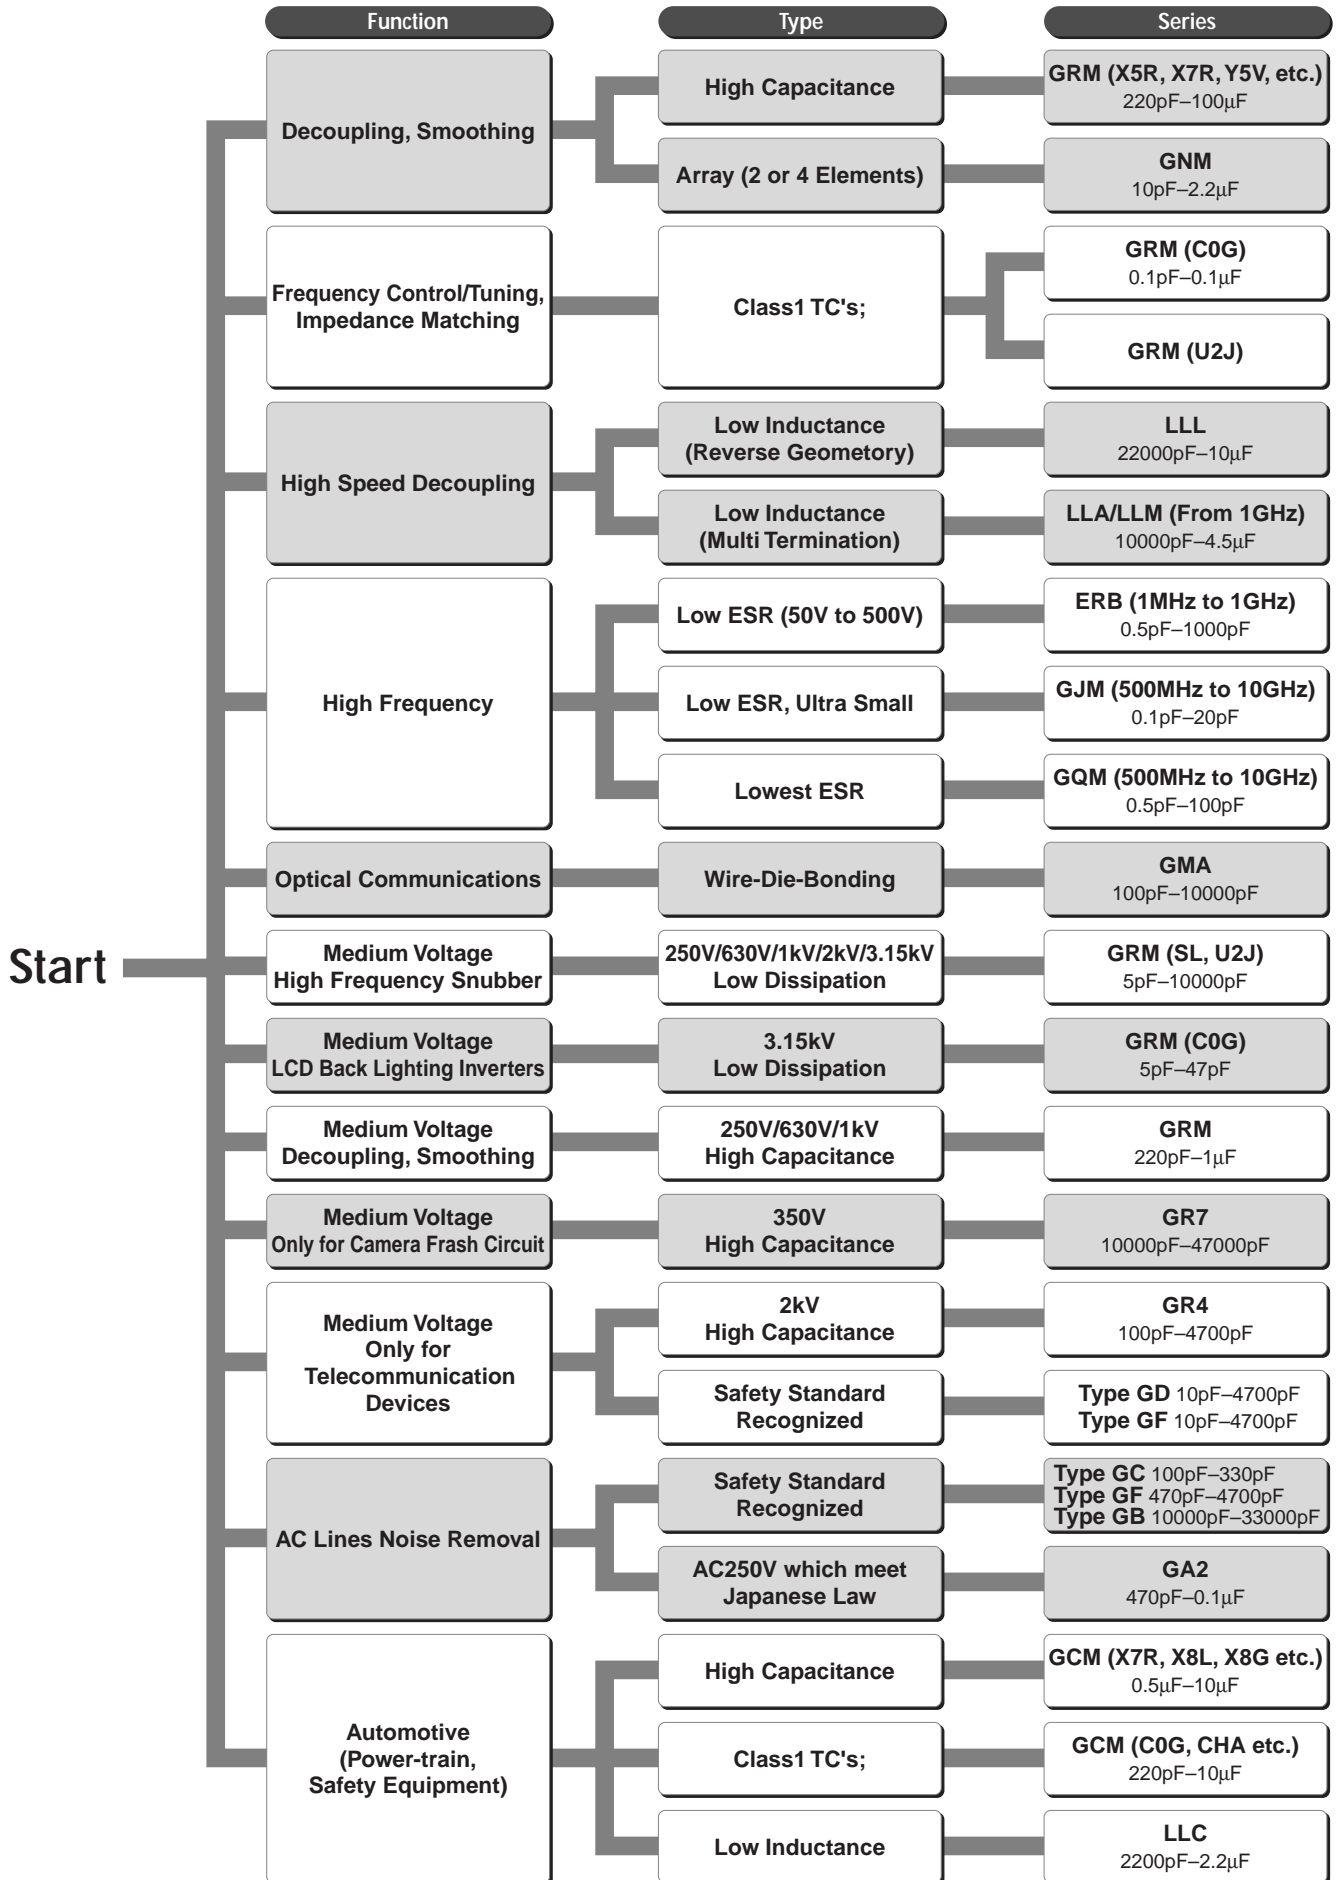 Function
Type
Series
Decoupling, Smoothing
High Capacitance
GRM (X5R, X7R, Y5V, etc.)
220pF–100µF
Array (2 or 4 Elements)
GNM
10pF–2.2µF
Frequency Control/Tuning,
Impedance Matching
Class1 TC's;
GRM (C0G)
0.1pF–0.1µF
GRM (U2J)
High Speed Decoupling
Low Inductance
(Reverse Geometory)
LLL
22000pF–10µF
Low Inductance
(Multi Termination)
LLA/LLM (From 1GHz)
10000pF–4.5µF
High Frequency
Low ESR (50V to 500V)
ERB (1MHz to 1GHz)
0.5pF–1000pF
Low ESR, Ultra Small
GJM (500MHz to 10GHz)
0.1pF–20pF
Lowest ESR
GQM (500MHz to 10GHz)
0.5pF–100pF
Optical Communications
Wire-Die-Bonding
GMA
100pF–10000pF
Start
Medium Voltage
High Frequency Snubber
250V/630V/1kV/2kV/3.15kV
Low Dissipation
GRM (SL, U2J)
5pF–10000pF
Medium Voltage
LCD Back Lighting Inverters
3.15kV
Low Dissipation
GRM (C0G)
5pF–47pF
Medium Voltage
Decoupling, Smoothing
250V/630V/1kV
High Capacitance
GRM
220pF–1µF
Medium Voltage
Only for Camera Frash Circuit
350V
High Capacitance
GR7
10000pF–47000pF
Medium Voltage
Only for
Telecommunication
Devices
2kV
High Capacitance
GR4
100pF–4700pF
Safety Standard
Recognized
Type GD 10pF–4700pF
Type GF 10pF–4700pF
AC Lines Noise Removal
Safety Standard
Recognized
Type GC 100pF–330pF
Type GF 470pF–4700pF
Type GB 10000pF–33000pF
AC250V which meet
Japanese Law
GA2
470pF–0.1µF
Automotive
(Power-train,
Safety Equipment)
High Capacitance
GCM (X7R, X8L, X8G etc.)
0.5µF–10µF
Class1 TC's;
GCM (C0G, CHA etc.)
220pF–10µF
Low Inductance
LLC
2200pF–2.2µF